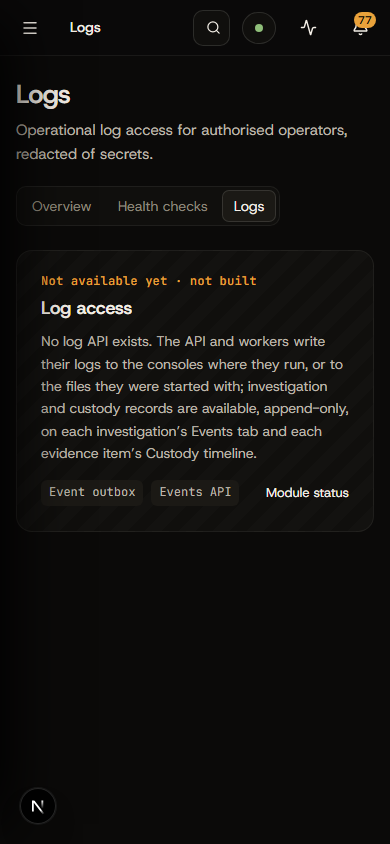 Logs
77
Logs
Operational log access for authorised operators,
redacted of secrets.
Overview
Health checks
Logs
Not available yet · not built
Log access
No log API exists. The API and workers write
their logs to the consoles where they run, or to
the files they were started with; investigation
and custody records are available, append-only,
on each investigation's Events tab and each
evidence item's Custody timeline.
Event outbox
Events API
Module status
N